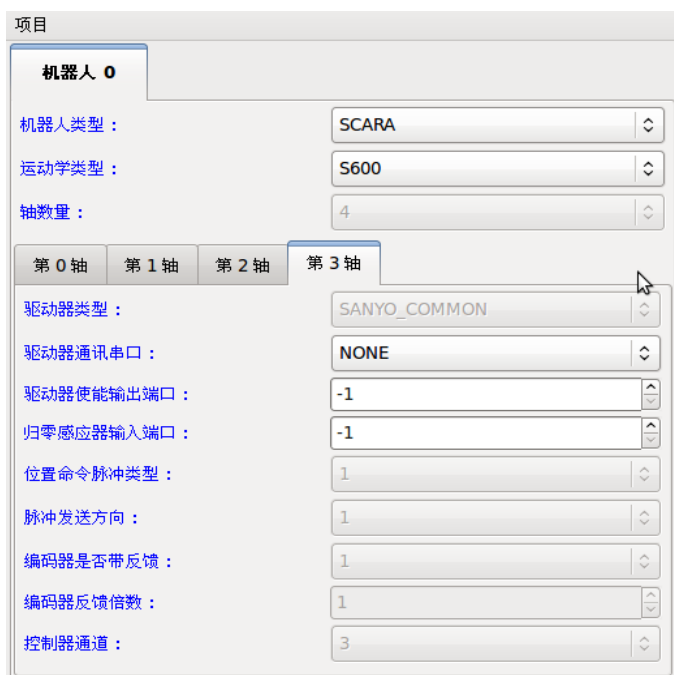 项目
机器人 0
机器人类型： SCARA
运动学类型： S600
轴数量： 4
第 0 轴 第 1 轴 第 2 轴 第 3 轴
驱动器类型： SANYO_COMMON
驱动器通讯串口： NONE
驱动器使能输出端口： -1
归零感应器输入端口： -1
位置命令脉冲类型： 1
脉冲发送方向： 1
编码器是否带反馈： 1
编码器反馈倍数： 1
控制器通道： 3